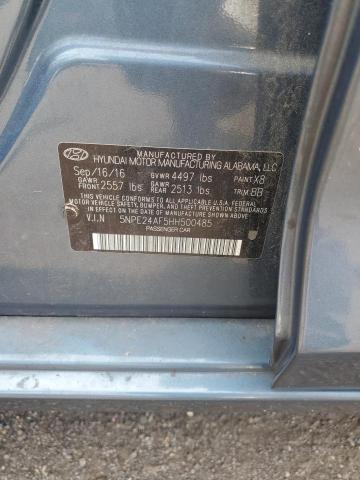 MANUFACTURED BY
HYUNDAI MOTOR MANUFACTURING ALABAMA, LLC
Sep/16/16 GVWR 4497 lbs PAINT:X8
GAWR FRONT 2557 lbs GAWR REAR 2513 lbs TRIM:BB
THIS VEHICLE CONFORMS TO ALL APPLICABLE U.S.A. FEDERAL
MOTOR VEHICLE SAFETY, BUMPER, AND THEFT PREVENTION
STANDARDS IN EFFECT ON THE DATE OF MANUFACTURE SHOWN ABOVE.
V.I.N 5NPE24AF5HH500485
PASSENGER CAR